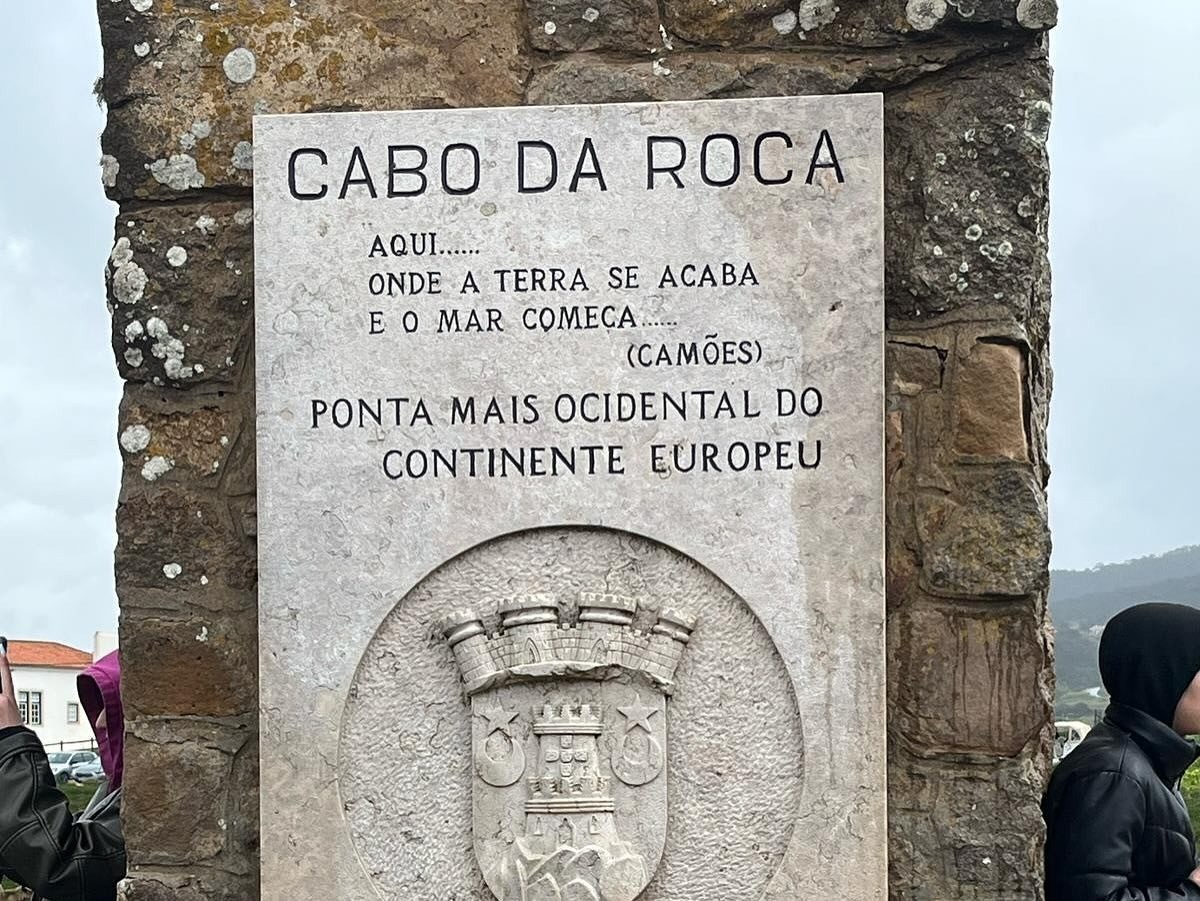 CABO DA ROCA
AQUI......
ONDE A TERRA SE ACABA
E O MAR COMEÇA......
(CAMÕES)
PONTA MAIS OCIDENTAL DO
CONTINENTE EUROPEU